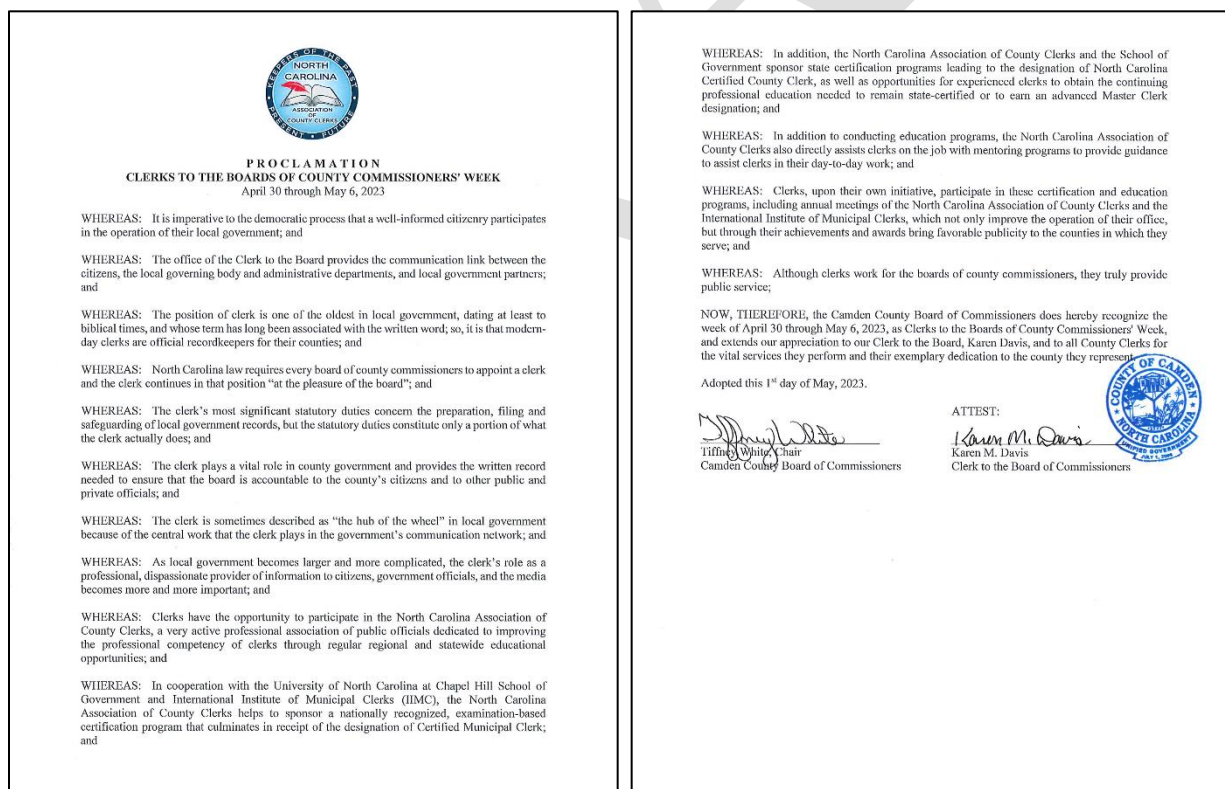 KEEPERS OF THE PAST
NORTH
CAROLINA
ASSOCIATION
OF
COUNTY CLERKS
PRESENT • FUTURE
PROCLAMATION
CLERKS TO THE BOARDS OF COUNTY COMMISSIONERS' WEEK
April 30 through May 6, 2023
WHEREAS: It is imperative to the democratic process that a well-informed citizenry participates
in the operation of their local government; and
WHEREAS: The office of the Clerk to the Board provides the communication link between the
citizens, the local governing body and administrative departments, and local government partners;
and
WHEREAS: The position of clerk is one of the oldest in local government, dating at least to
biblical times, and whose term has long been associated with the written word; so, it is that modern-
day clerks are official recordkeepers for their counties; and
WHEREAS: North Carolina law requires every board of county commissioners to appoint a clerk
and the clerk continues in that position “at the pleasure of the board”; and
WHEREAS: The clerk's most significant statutory duties concern the preparation, filing and
safeguarding of local government records, but the statutory duties constitute only a portion of what
the clerk actually does; and
WHEREAS: The clerk plays a vital role in county government and provides the written record
needed to ensure that the board is accountable to the county's citizens and to other public and
private officials; and
WHEREAS: The clerk is sometimes described as “the hub of the wheel” in local government
because of the central work that the clerk plays in the government's communication network; and
WHEREAS: As local government becomes larger and more complicated, the clerk's role as a
professional, dispassionate provider of information to citizens, government officials, and the media
becomes more and more important; and
WHEREAS: Clerks have the opportunity to participate in the North Carolina Association of
County Clerks, a very active professional association of public officials dedicated to improving
the professional competency of clerks through regular regional and statewide educational
opportunities; and
WHEREAS: In cooperation with the University of North Carolina at Chapel Hill School of
Government and International Institute of Municipal Clerks (IIMC), the North Carolina
Association of County Clerks helps to sponsor a nationally recognized, examination-based
certification program that culminates in receipt of the designation of Certified Municipal Clerk;
and
WHEREAS: In addition, the North Carolina Association of County Clerks and the School of
Government sponsor state certification programs leading to the designation of North Carolina
Certified County Clerk, as well as opportunities for experienced clerks to obtain the continuing
professional education needed to remain state-certified or to earn an advanced Master Clerk
designation; and
WHEREAS: In addition to conducting education programs, the North Carolina Association of
County Clerks also directly assists clerks on the job with mentoring programs to provide guidance
to assist clerks in their day-to-day work; and
WHEREAS: Clerks, upon their own initiative, participate in these certification and education
programs, including annual meetings of the North Carolina Association of County Clerks and the
International Institute of Municipal Clerks, which not only improve the operation of their office,
but through their achievements and awards bring favorable publicity to the counties in which they
serve; and
WHEREAS: Although clerks work for the boards of county commissioners, they truly provide
public service;
NOW, THEREFORE, the Camden County Board of Commissioners does hereby recognize the
week of April 30 through May 6, 2023, as Clerks to the Boards of County Commissioners' Week,
and extends our appreciation to our Clerk to the Board, Karen Davis, and to all County Clerks for
the vital services they perform and their exemplary dedication to the county they represent.
Adopted this 1st day of May, 2023.
Tiffney White
Tiffney White, Chair
Camden County Board of Commissioners
ATTEST:
Karen M. Davis
Karen M. Davis
Clerk to the Board of Commissioners
COUNTY OF CAMDEN
NORTH CAROLINA
UNIFIED GOVERNMENT